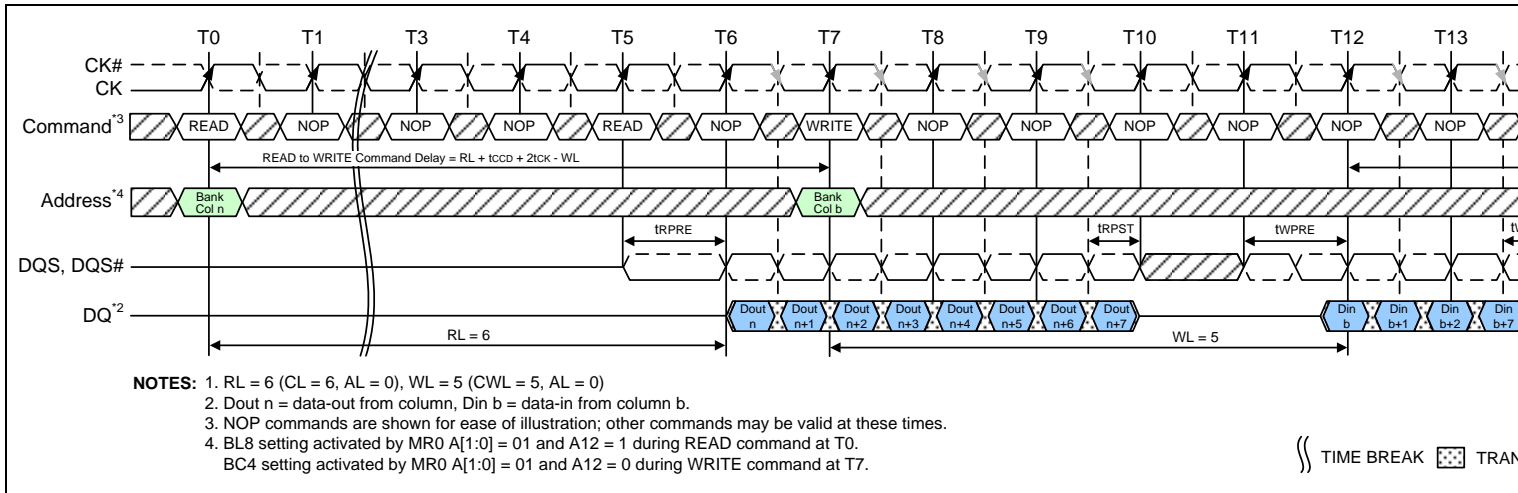 T0 T1 T3 T4 T5 T6 T7 T8 T9 T10 T11 T12 T13
CK#
CK
Command*3 READ NOP NOP NOP READ NOP WRITE NOP NOP NOP NOP NOP NOP
READ to WRITE Command Delay = RL + tCCD + 2tCK - WL
Address*4 Bank Col n Bank Col b
tRPRE tRPST tWPRE
DQS, DQS#
DQ*2 Dout n Dout n+1 Dout n+2 Dout n+3 Dout n+4 Dout n+5 Dout n+6 Dout n+7 Din b Din b+1 Din b+2 Din b+7
RL = 6 WL = 5
NOTES: 1. RL = 6 (CL = 6, AL = 0), WL = 5 (CWL = 5, AL = 0)
2. Dout n = data-out from column, Din b = data-in from column b.
3. NOP commands are shown for ease of illustration; other commands may be valid at these times.
4. BL8 setting activated by MR0 A[1:0] = 01 and A12 = 1 during READ command at T0.
BC4 setting activated by MR0 A[1:0] = 01 and A12 = 0 during WRITE command at T7.
TIME BREAK TRAN